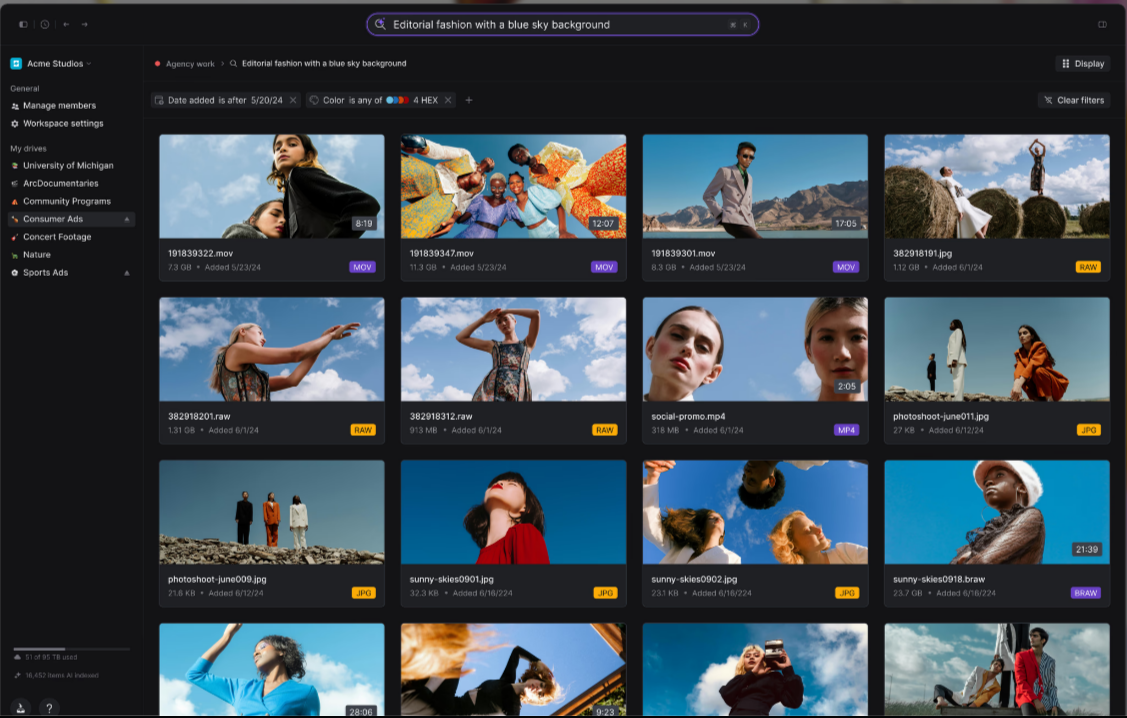 Editorial fashion with a blue sky background
⌘ K
Acme Studios
Agency work > Editorial fashion with a blue sky background
Display
General
Manage members
Workspace settings
My drives
University of Michigan
ArcDocumentaries
Community Programs
Consumer Ads
Concert Footage
Nature
Sports Ads
51 of 95 TB used
16,452 items AI indexed
?
Date added is after 5/20/24
Color is any of 4 HEX
Clear filters
8:19
12:07
17:05
191839322.mov
7.3 GB • Added 5/23/24 MOV
191839347.mov
11.3 GB • Added 5/23/24 MOV
191839301.mov
8.3 GB • Added 5/23/24 MOV
382918191.jpg
1.12 GB • Added 6/1/24 RAW
2:05
382918201.raw
1.31 GB • Added 6/1/24 RAW
382918312.raw
913 MB • Added 6/1/24 RAW
social-promo.mp4
318 MB • Added 6/1/24 MP4
photoshoot-june011.jpg
27 KB • Added 6/12/24 JPG
21:39
photoshoot-june009.jpg
21.6 KB • Added 6/12/24 JPG
sunny-skies0901.jpg
32.3 KB • Added 6/16/224 JPG
sunny-skies0902.jpg
23.1 KB • Added 6/16/224 JPG
sunny-skies0918.braw
23.7 GB • Added 6/16/224 BRAW
28:06
9:23